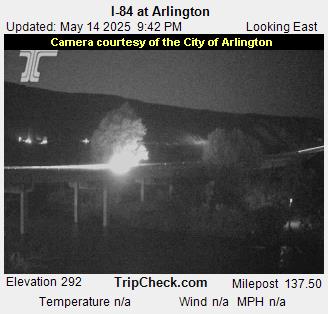 I-84 at Arlington
Updated: May 14 2025 9:42 PM Looking East
Camera courtesy of the City of Arlington
Elevation 292 TripCheck.com Milepost 137.50
Temperature n/a Wind n/a MPH n/a